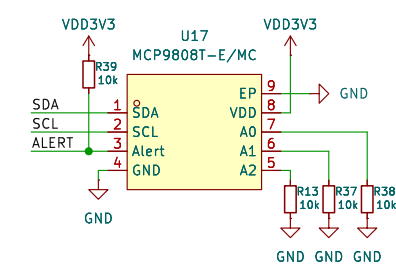 VDD3V3
U17
VDD3V3
MCP9808T-E/MC
R39
10k
EP 9
GND
SDA
1
SDA
VDD 8
SCL
2
SCL
A0 7
ALERT
3
Alert
A1 6
4
GND
A2 5
R13
10k
R37
10k
R38
10k
GND
GND
GND
GND